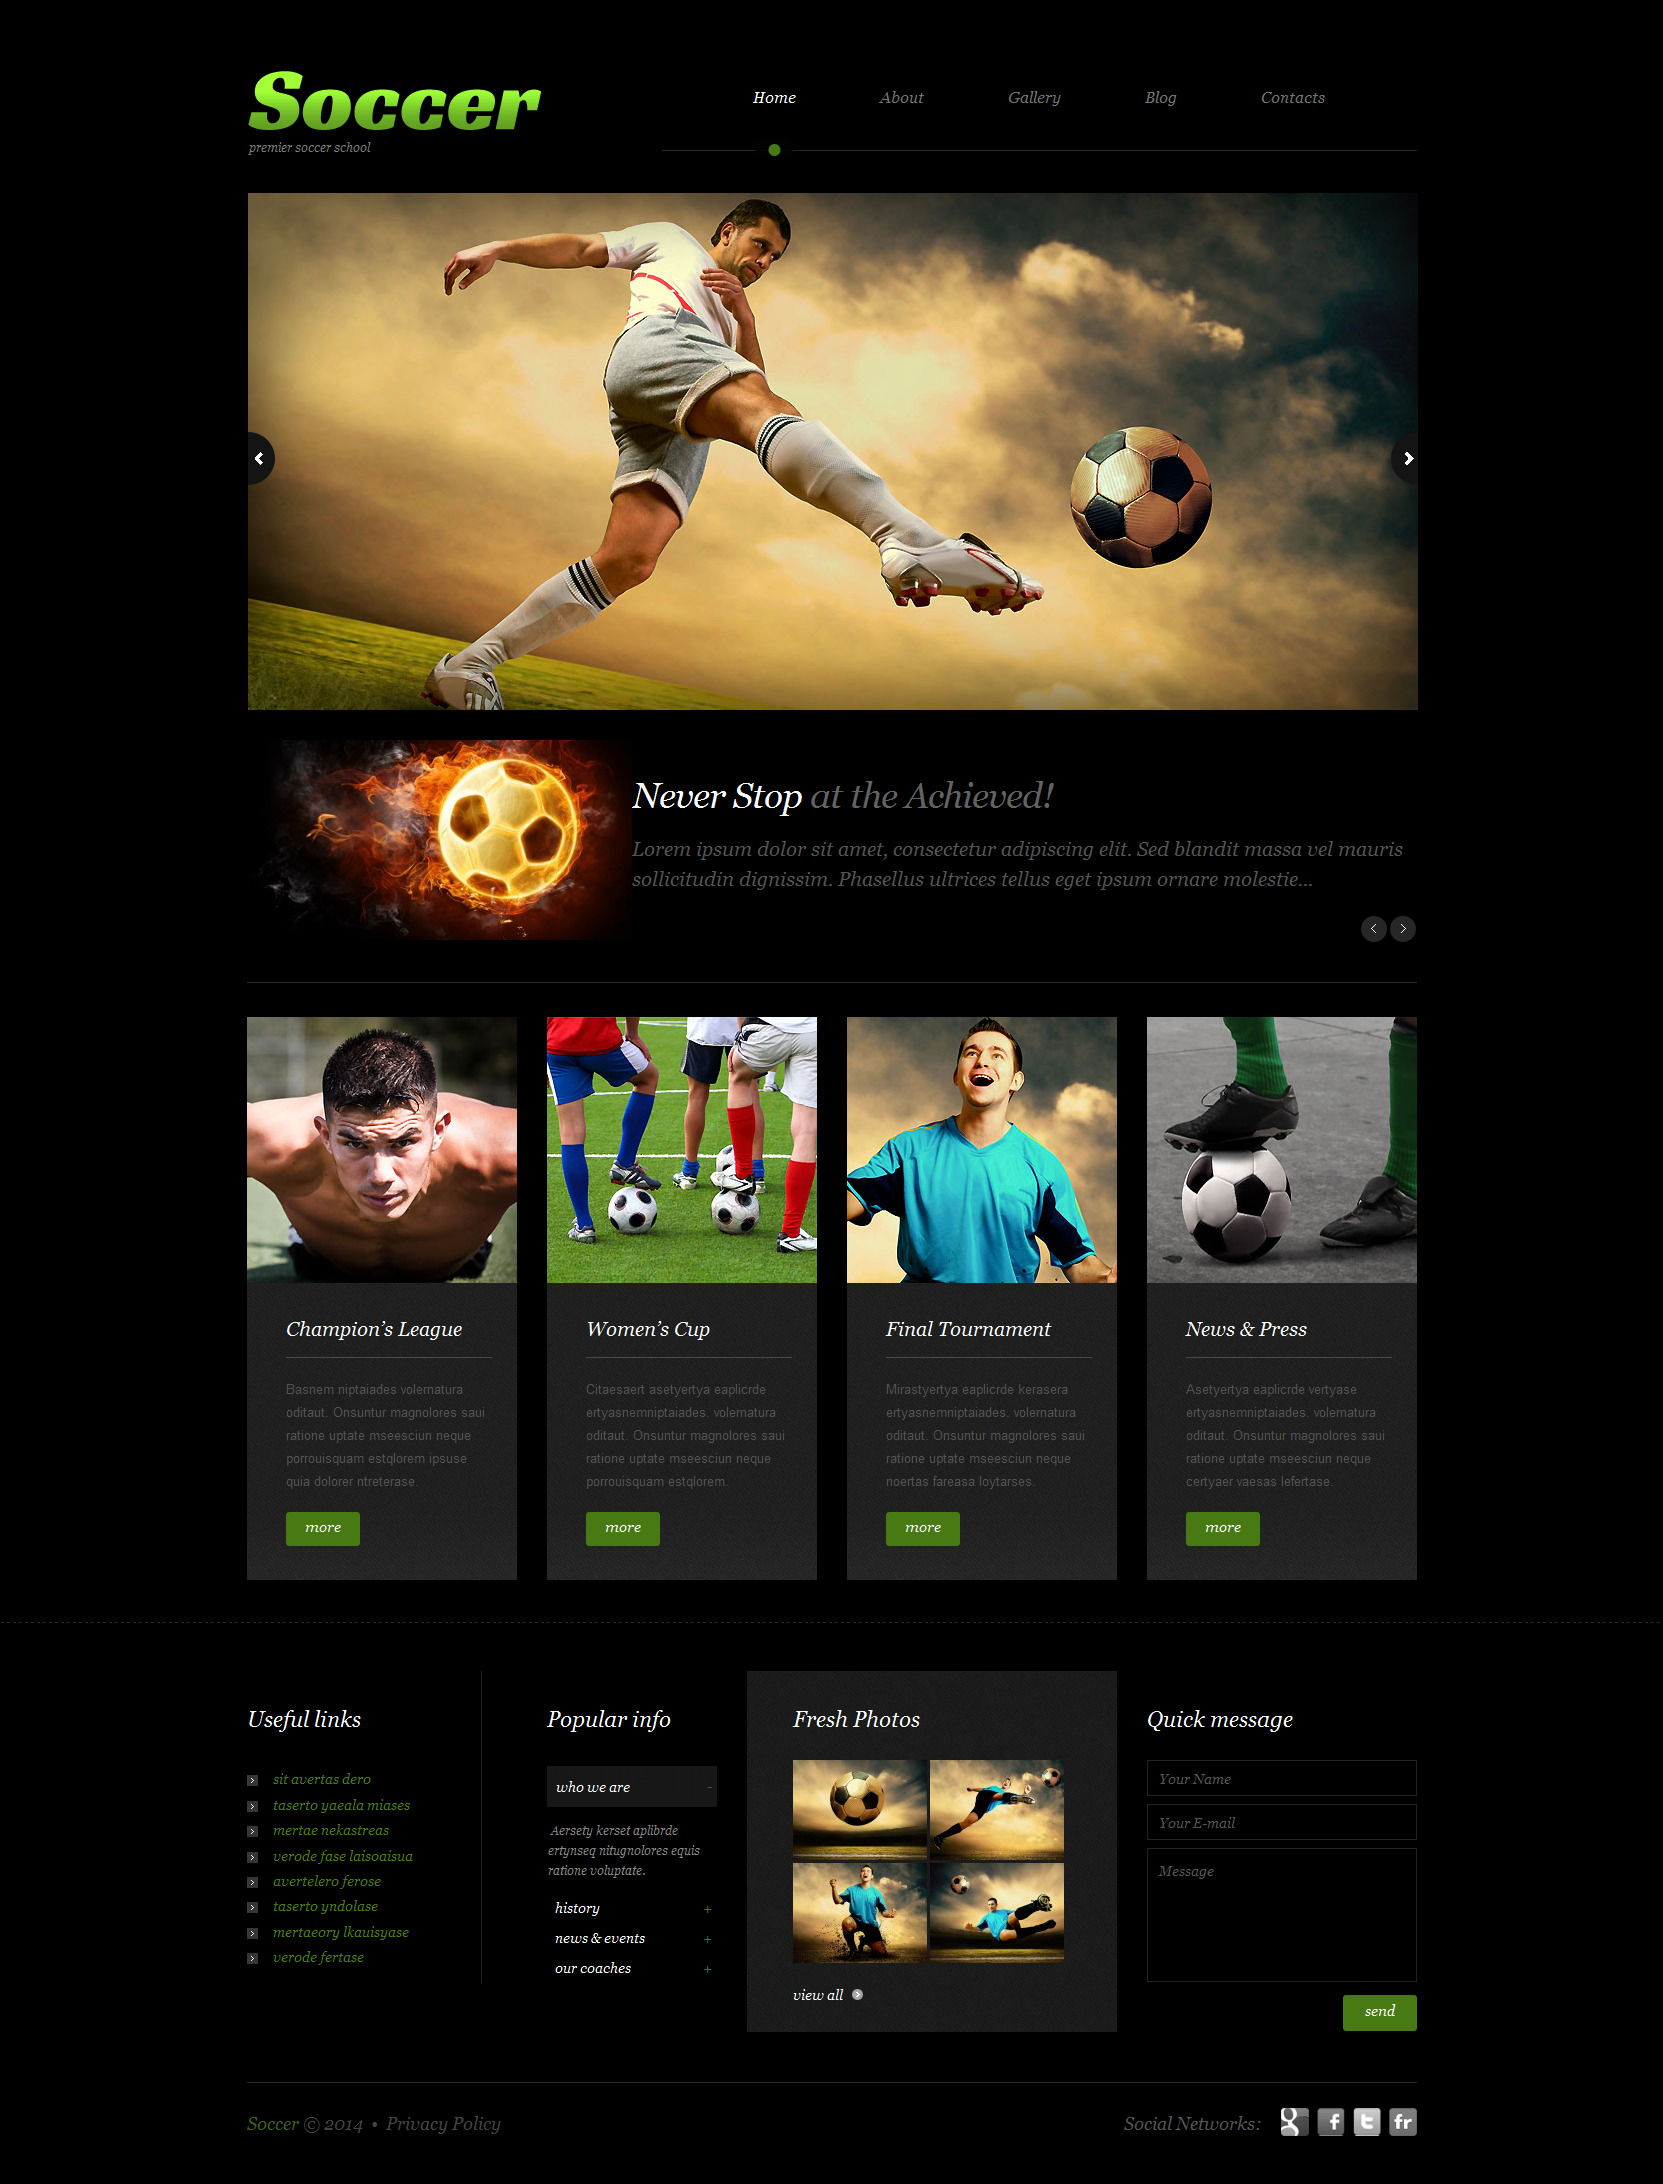 Soccer
premier soccer school
Home About Gallery Blog Contacts
Never Stop at the Achieved!
Lorem ipsum dolor sit amet, consectetur adipiscing elit. Sed blandit massa vel mauris
sollicitudin dignissim. Phasellus ultrices tellus eget ipsum ornare molestie...
Champion's League
Basnem niptaiades volernatura
oditaut. Onsuntur magnolores saui
ratione uptate mseesciun neque
porrouisquam estqlorem ipsuse
quia dolorer ntreterase.
more
Women's Cup
Citaesaert asetyertya eaplicrde
ertyasnemniptaiades. volernatura
oditaut. Onsuntur magnolores saui
ratione uptate mseesciun neque
porrouisquam estqlorem.
more
Final Tournament
Mirastyertya eaplicrde kerasera
ertyasnemniptaiades. volernatura
oditaut. Onsuntur magnolores saui
ratione uptate mseesciun neque
noertas fareasa loytarses.
more
News & Press
Asetyertya eaplicrde vertyase
ertyasnemniptaiades. volernatura
oditaut. Onsuntur magnolores saui
ratione uptate mseesciun neque
certyaer vaesas lefertase.
more
Useful links
sit avertas dero
taserto yaeala miases
mertae nekastreas
verode fase laisoaisua
avertelero ferose
taserto yndolase
mertaeory lkauisyase
verode fertase
Popular info
who we are -
Aersety kerset aplibrde
ertynseq nitugnolores equis
ratione voluptate.
history +
news & events +
our coaches +
Fresh Photos
view all
Quick message
Your Name
Your E-mail
Message
send
Soccer © 2014 • Privacy Policy
Social Networks: g f t fr